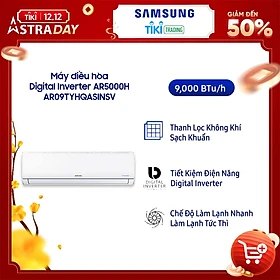 TIKI 12.12
ASTRADAY
SAMSUNG
TIKI
TRADING
GIẢM ĐẾN
50%
Máy điều hòa
Digital Inverter AR5000H
AR09TYHQASINSV
9,000 BTu/h
Thanh Lọc Không Khí
Sạch Khuẩn
DIGITAL
INVERTER
Tiết Kiệm Điện Năng
Digital Inverter
Chế Độ Làm Lạnh Nhanh
Làm Lạnh Tức Thì